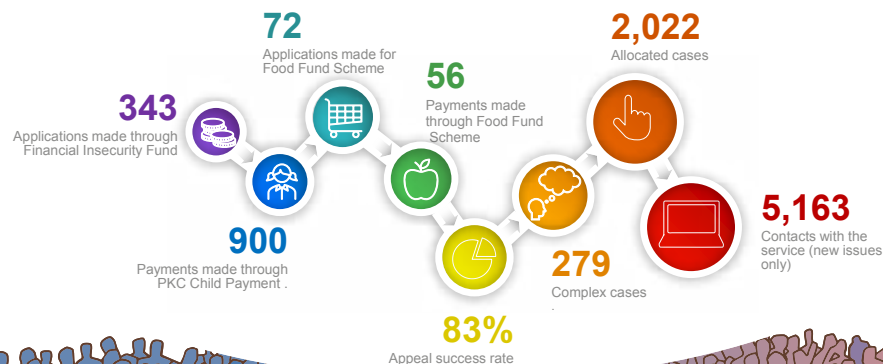 72
Applications made for
Food Fund Scheme
2,022
Allocated cases
343
Applications made through
Financial Insecurity Fund
56
Payments made
through Food Fund
Scheme
900
Payments made through
PKC Child Payment .
5,163
Contacts with the
service (new issues
only)
279
Complex cases
.
83%
Appeal success rate